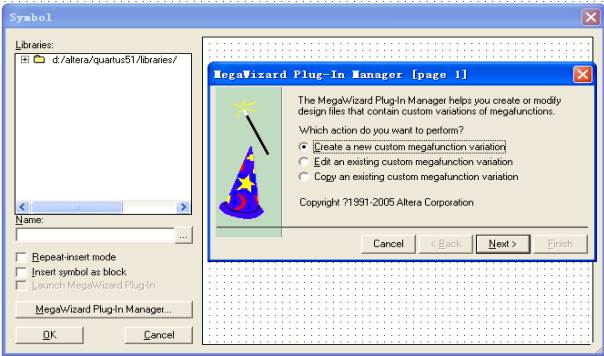 Symbol
Libraries:
d:/altera/quartus51/libraries/
Name:
...
Repeat-insert mode
Insert symbol as block
Launch MegaWizard Plug-In
MegaWizard Plug-In Manager...
OK
Cancel
MegaWizard Plug-In Manager [page 1]
The MegaWizard Plug-In Manager helps you create or modify
design files that contain custom variations of megafunctions.
Which action do you want to perform?
Create a new custom megafunction variation
Edit an existing custom megafunction variation
Copy an existing custom megafunction variation
Copyright ?1991-2005 Altera Corporation
Cancel
< Back
Next >
Finish